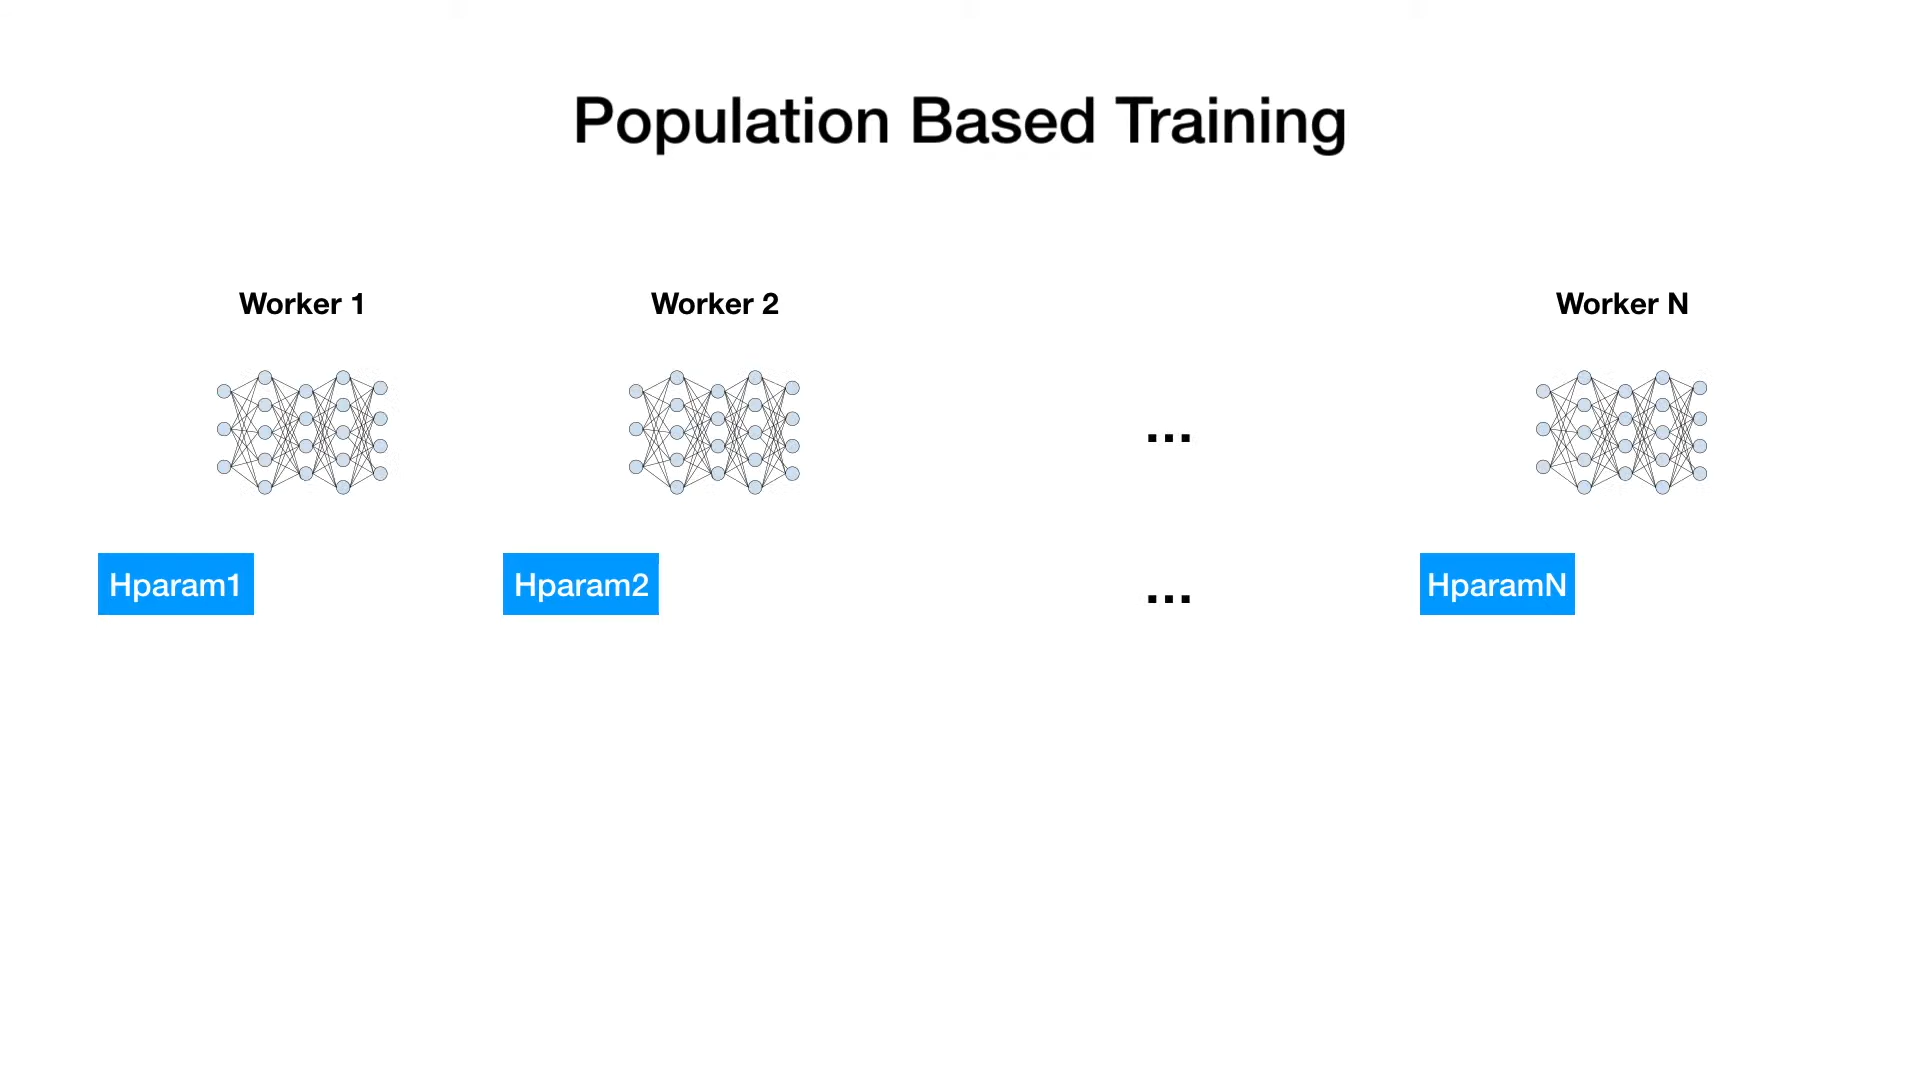 Population Based Training
Worker 1
Worker 2
Worker N
...
Hparam1
Hparam2
...
HparamN